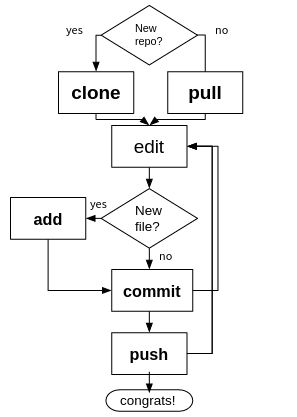 New
repo?
yes
no
clone
pull
edit
New
file?
yes
add
no
commit
push
congrats!